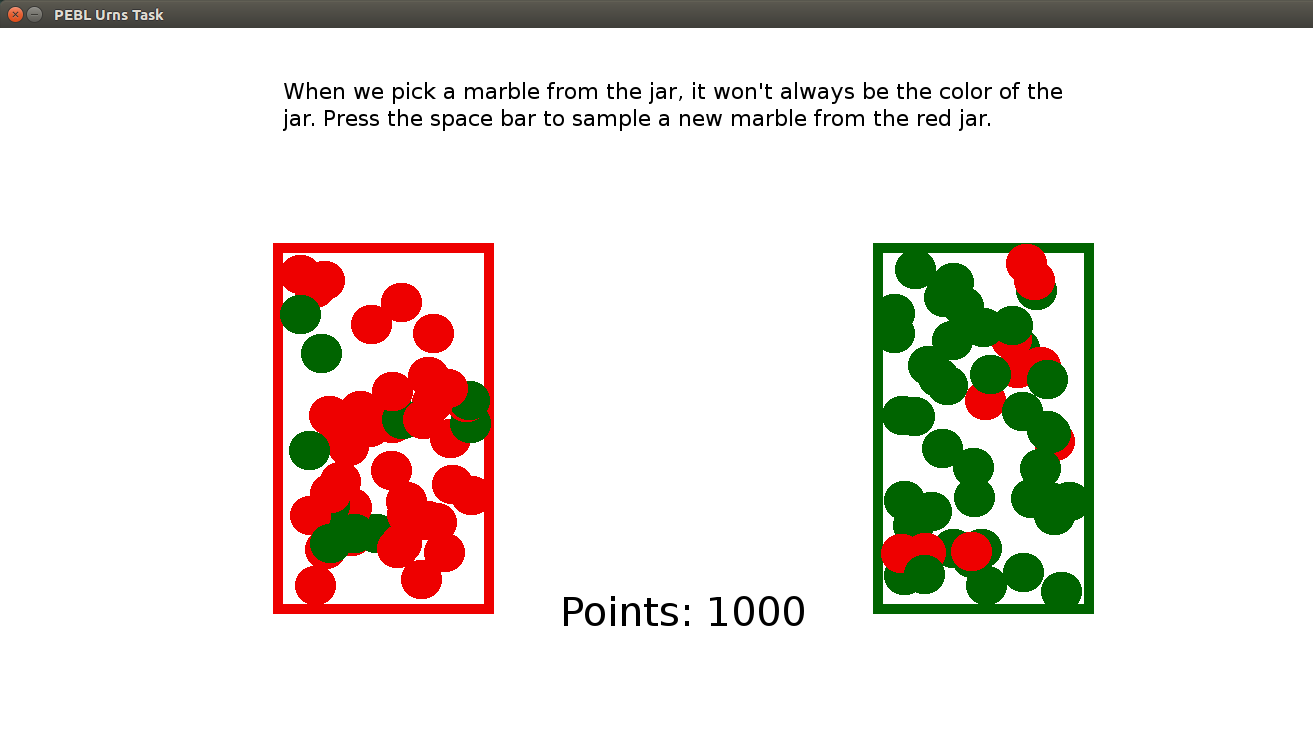 PEBL Urns Task
When we pick a marble from the jar, it won't always be the color of the
jar. Press the space bar to sample a new marble from the red jar.
Points: 1000